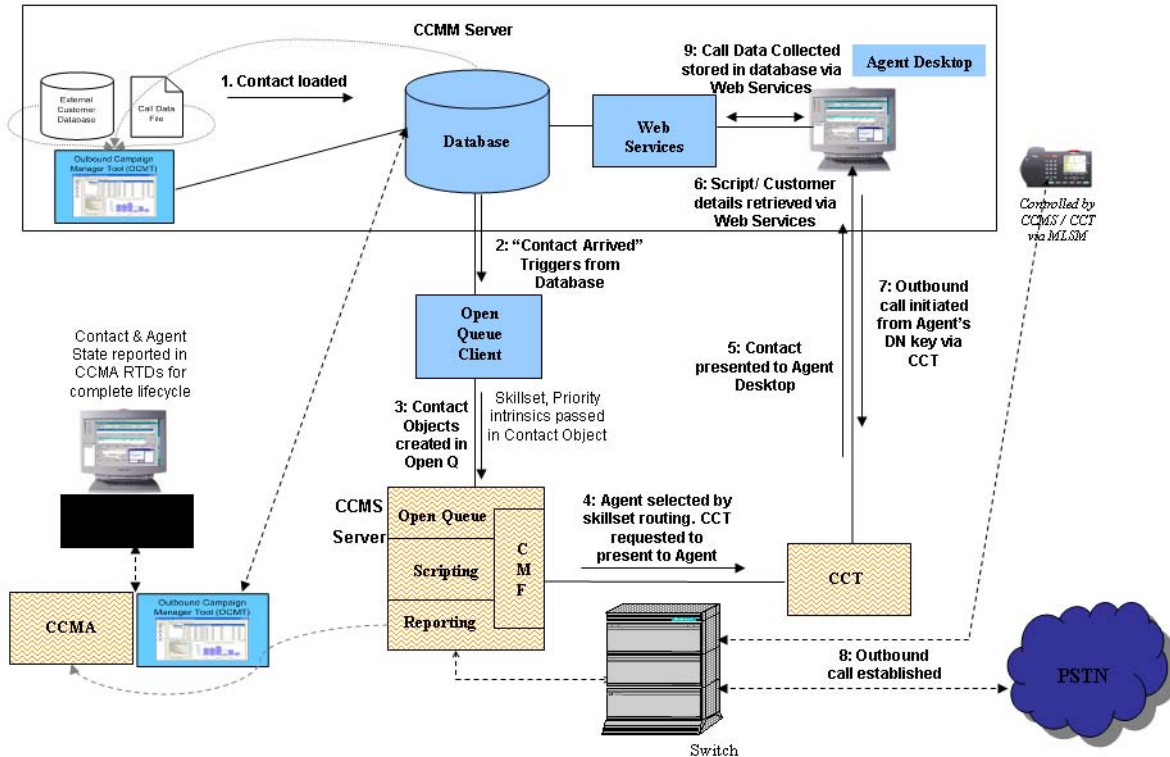 CCMM Server
External
Customer
Database
Call Data
File
1. Contact loaded
Outbound Campaign
Manager Tool (OCMT)
Database
Web
Services
9: Call Data Collected
stored in database via
Web Services
Agent Desktop
6: Script/ Customer
details retrieved via
Web Services
Controlled by
CCMS / CCT
via MLSM
2: “Contact Arrived”
Triggers from
Database
Open
Queue
Client
7: Outbound
call initiated
from Agent's
DN key via
CCT
5: Contact
presented to Agent
Desktop
Contact & Agent
State reported in
CCMA RTDs for
complete lifecycle
3: Contact
Objects
created in
Open Q
Skillset, Priority
intrinsics passed
in Contact Object
CCMS
Server
Open Queue
Scripting
Reporting
C
M
F
4: Agent selected by
skillset routing. CCT
requested to
present to Agent
CCT
CCMA
Outbound Campaign
Manager Tool (OCMT)
8: Outbound
call established
PSTN
Switch